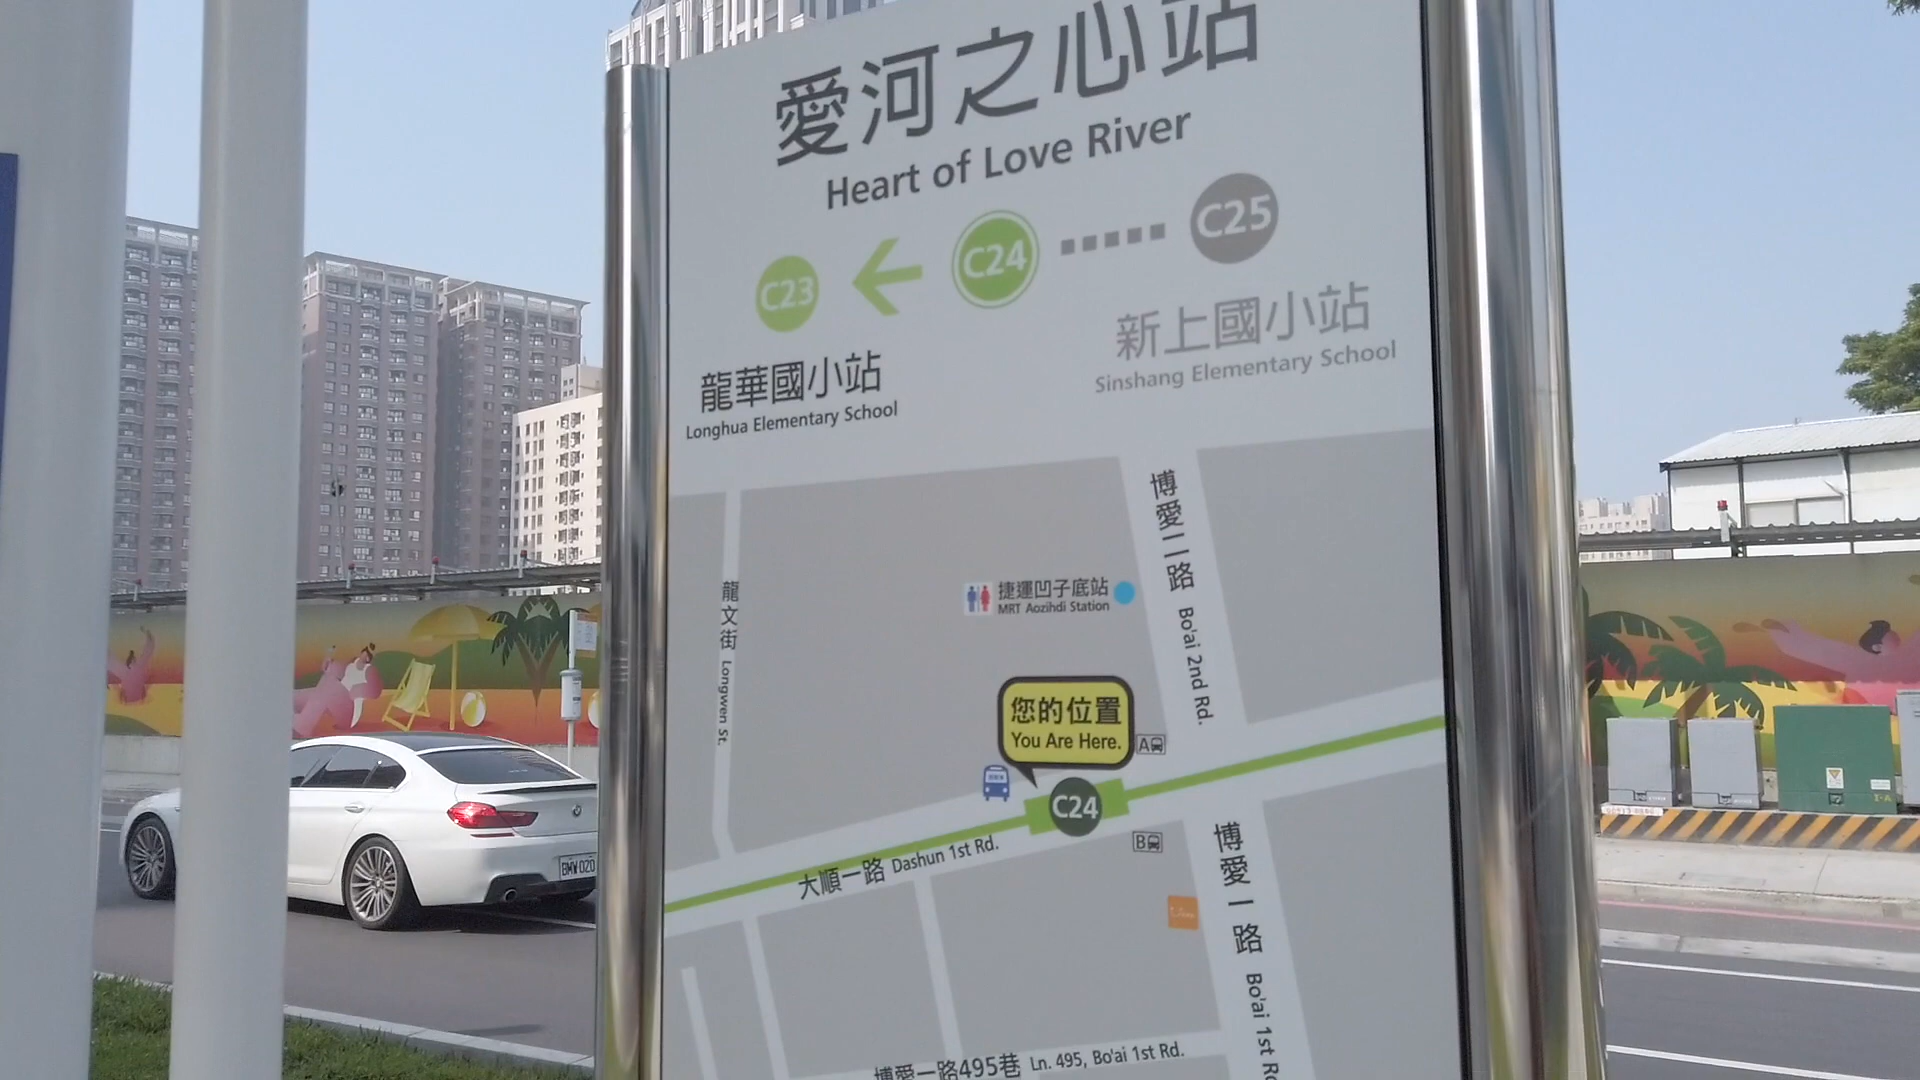 愛河之心站
Heart of Love River
C23
C24
C25
龍華國小站
Longhua Elementary School
新上國小站
Sinshang Elementary School
博愛二路 Bo'ai 2nd Rd.
龍文街 Longwen St.
捷運凹子底站
MRT Aozihdi Station
您的位置
You Are Here.
A
C24
B
大順一路 Dashun 1st Rd.
博愛一路 Bo'ai 1st
博愛一路495巷 Ln. 495, Bo'ai 1st Rd.